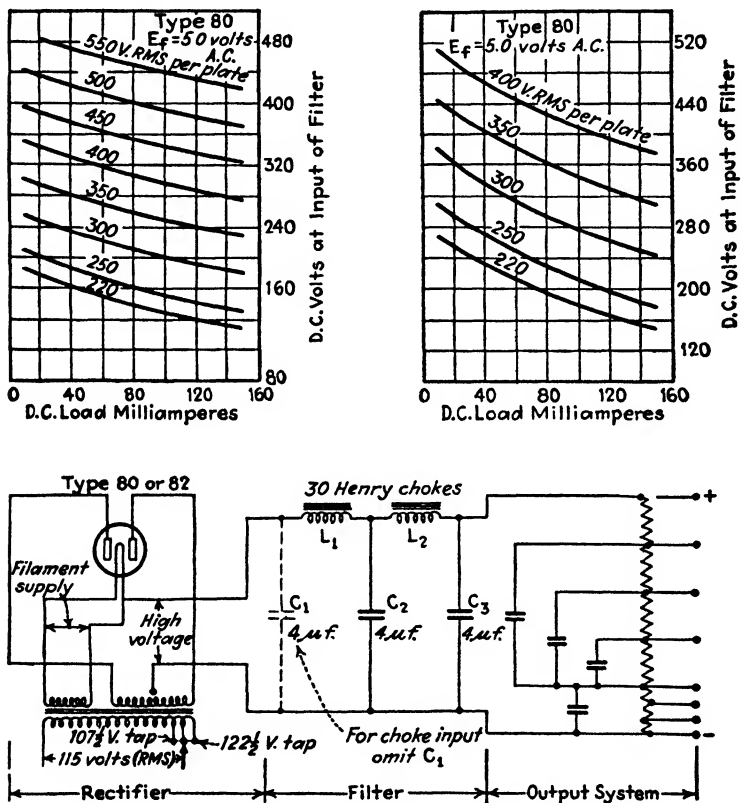 Type 80
E_f=5.0 volts A.C.
550 V. RMS per plate
500
450
400
350
300
250
220
480
400
320
240
160
80
D.C. Volts at Input of Filter
0 40 80 120 160
D.C. Load Milliamperes
Type 80
E_f=5.0 volts A.C.
400 V. RMS per plate
350
300
250
220
520
440
360
280
200
120
D.C. Volts at Input of Filter
0 40 80 120 160
D.C. Load Milliamperes
Type 80 or 82
30 Henry chokes
L1 L2
Filament supply
High voltage
C1 C2 C3
4 μf. 4 μf. 4 μf.
+
-
107½ V. tap
122½ V. tap
115 volts (RMS)
For choke input omit C1
Rectifier Filter Output System